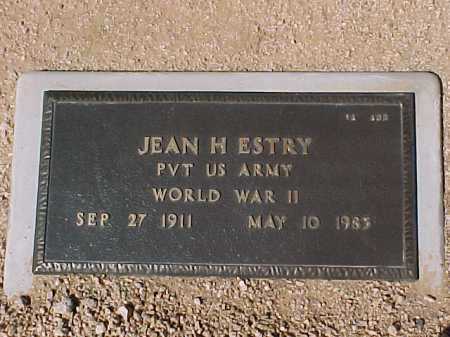 JEAN H ESTRY
PVT US ARMY
WORLD WAR II
SEP 27 1911 MAY 10 1983